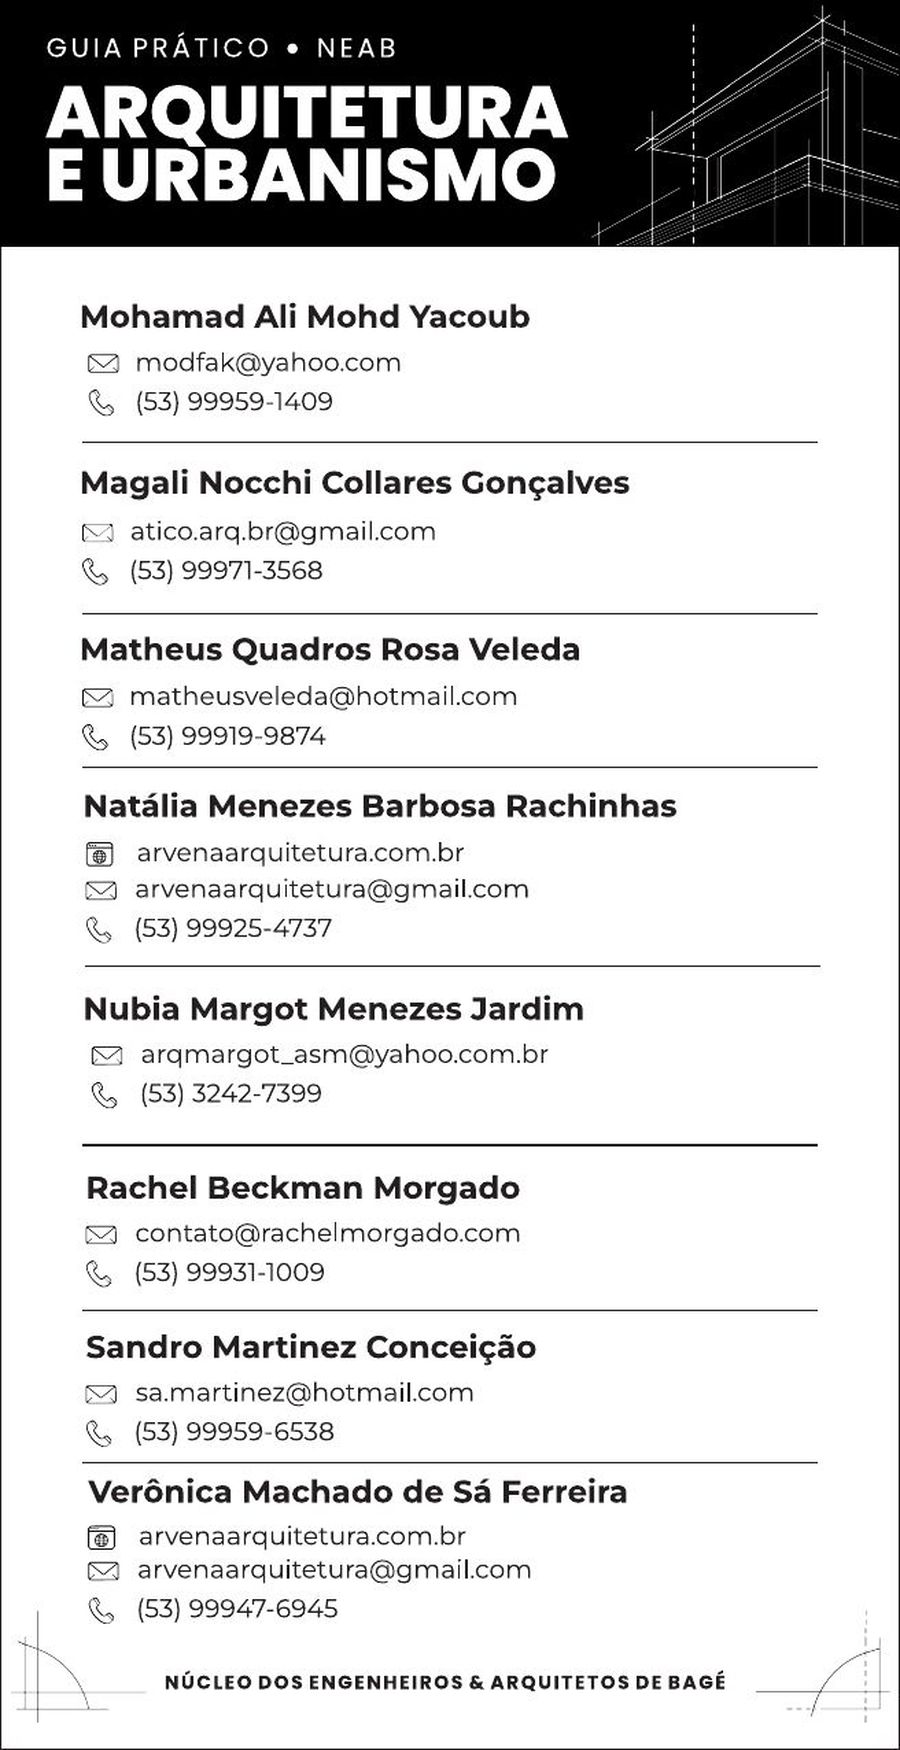 GUIA PRÁTICO • NEAB
ARQUITETURA
E URBANISMO
Mohamad Ali Mohd Yacoub
modfak@yahoo.com
(53) 99959-1409
Magali Nocchi Collares Gonçalves
atico.arq.br@gmail.com
(53) 99971-3568
Matheus Quadros Rosa Veleda
matheusveleda@hotmail.com
(53) 99919-9874
Natália Menezes Barbosa Rachinhas
arvenaarquitetura.com.br
arvenaarquitetura@gmail.com
(53) 99925-4737
Nubia Margot Menezes Jardim
arqmargot_asm@yahoo.com.br
(53) 3242-7399
Rachel Beckman Morgado
contato@rachelmorgado.com
(53) 99931-1009
Sandro Martinez Conceição
sa.martinez@hotmail.com
(53) 99959-6538
Verônica Machado de Sá Ferreira
arvenaarquitetura.com.br
arvenaarquitetura@gmail.com
(53) 99947-6945
NÚCLEO DOS ENGENHEIROS & ARQUITETOS DE BAGÉ